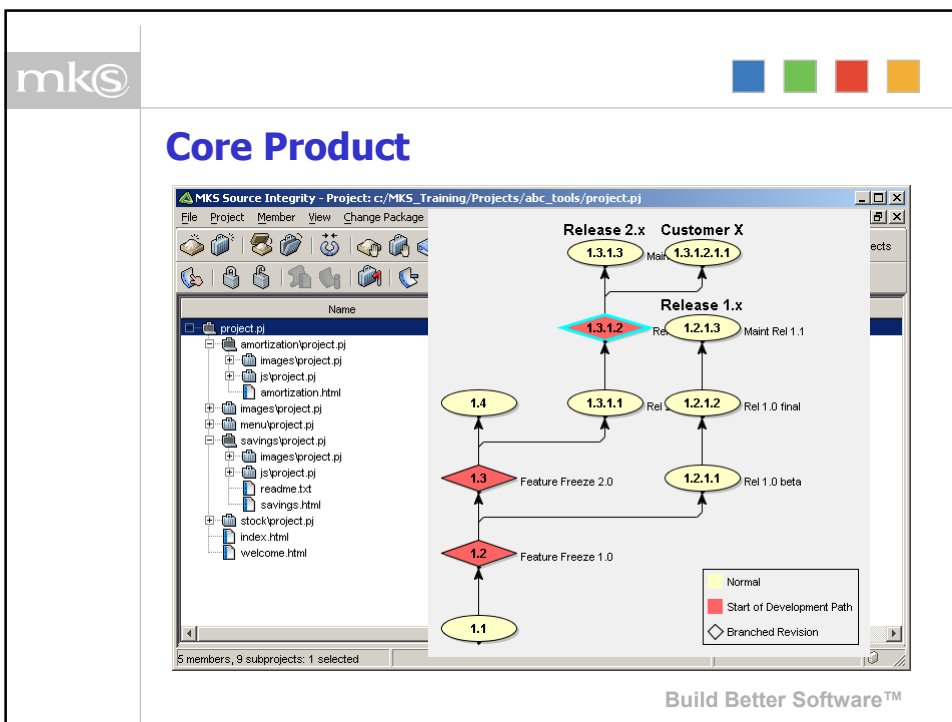 mks
Core Product
MKS Source Integrity - Project: c:/MKS_Training/Projects/abc_tools/project.pj
File Project Member View Change Package
ects
Name
project.pj
amortization\project.pj
images\project.pj
js\project.pj
amortization.html
images\project.pj
menu\project.pj
savings\project.pj
images\project.pj
js\project.pj
readme.txt
savings.html
stock\project.pj
index.html
welcome.html
5 members, 9 subprojects: 1 selected
Release 2.x Customer X
1.3.1.3 Main 1.3.1.2.1.1
Release 1.x
1.3.1.2 Re 1.2.1.3 Maint Rel 1.1
1.4 1.3.1.1 Rel 1.2.1.2 Rel 1.0 final
1.3 Feature Freeze 2.0 1.2.1.1 Rel 1.0 beta
1.2 Feature Freeze 1.0
1.1
Normal
Start of Development Path
Branched Revision
Build Better Software™